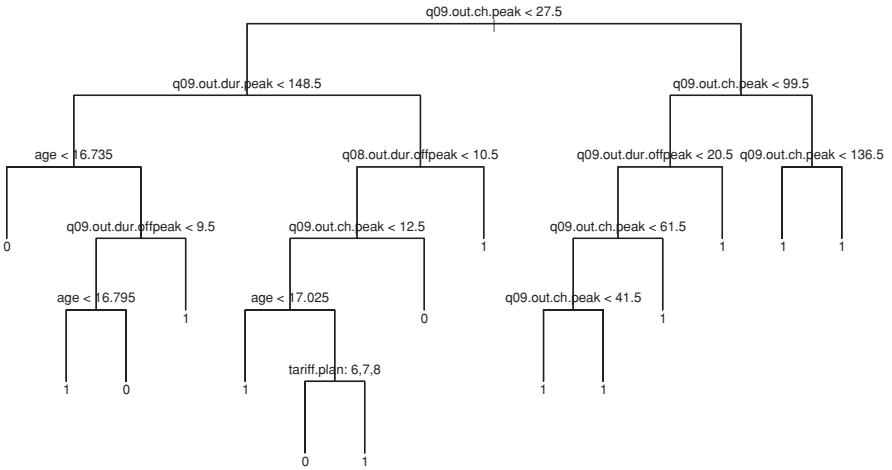 q09.out.ch.peak < 27.5
q09.out.dur.peak < 148.5
q09.out.ch.peak < 99.5
age < 16.735
q08.out.dur.offpeak < 10.5
q09.out.dur.offpeak < 20.5
q09.out.ch.peak < 136.5
0
q09.out.dur.offpeak < 9.5
q09.out.ch.peak < 12.5
1
q09.out.ch.peak < 61.5
1
1
1
age < 16.795
1
age < 17.025
0
q09.out.ch.peak < 41.5
1
1
0
1
tariff.plan: 6,7,8
1
1
0
1